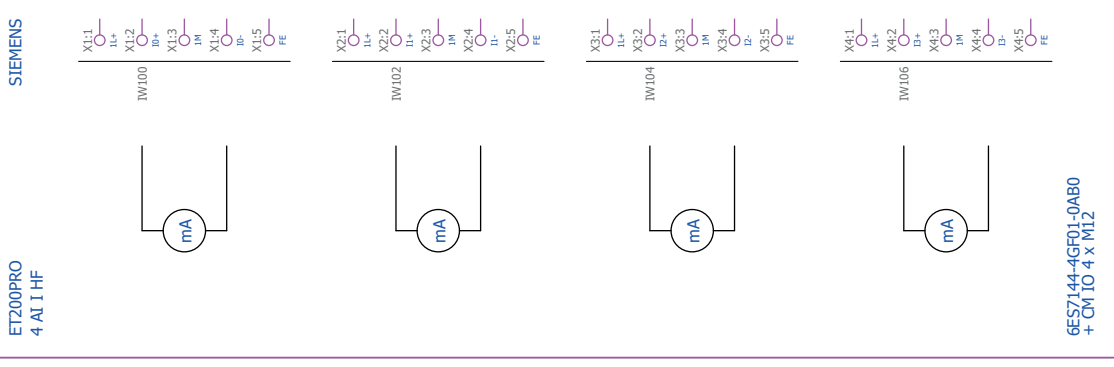 SIEMENS
X1:1
1L+
X1:2
I0+
X1:3
1M
X1:4
I0-
X1:5
FE
X2:1
1L+
X2:2
I1+
X2:3
1M
X2:4
I1-
X2:5
FE
X3:1
1L+
X3:2
I2+
X3:3
1M
X3:4
I2-
X3:5
FE
X4:1
1L+
X4:2
I3+
X4:3
1M
X4:4
I3-
X4:5
FE
IW100
IW102
IW104
IW106
mA
mA
mA
mA
ET200PRO
4 AI I HF
6ES7144-4GF01-0AB0
+ CM IO 4 x M12